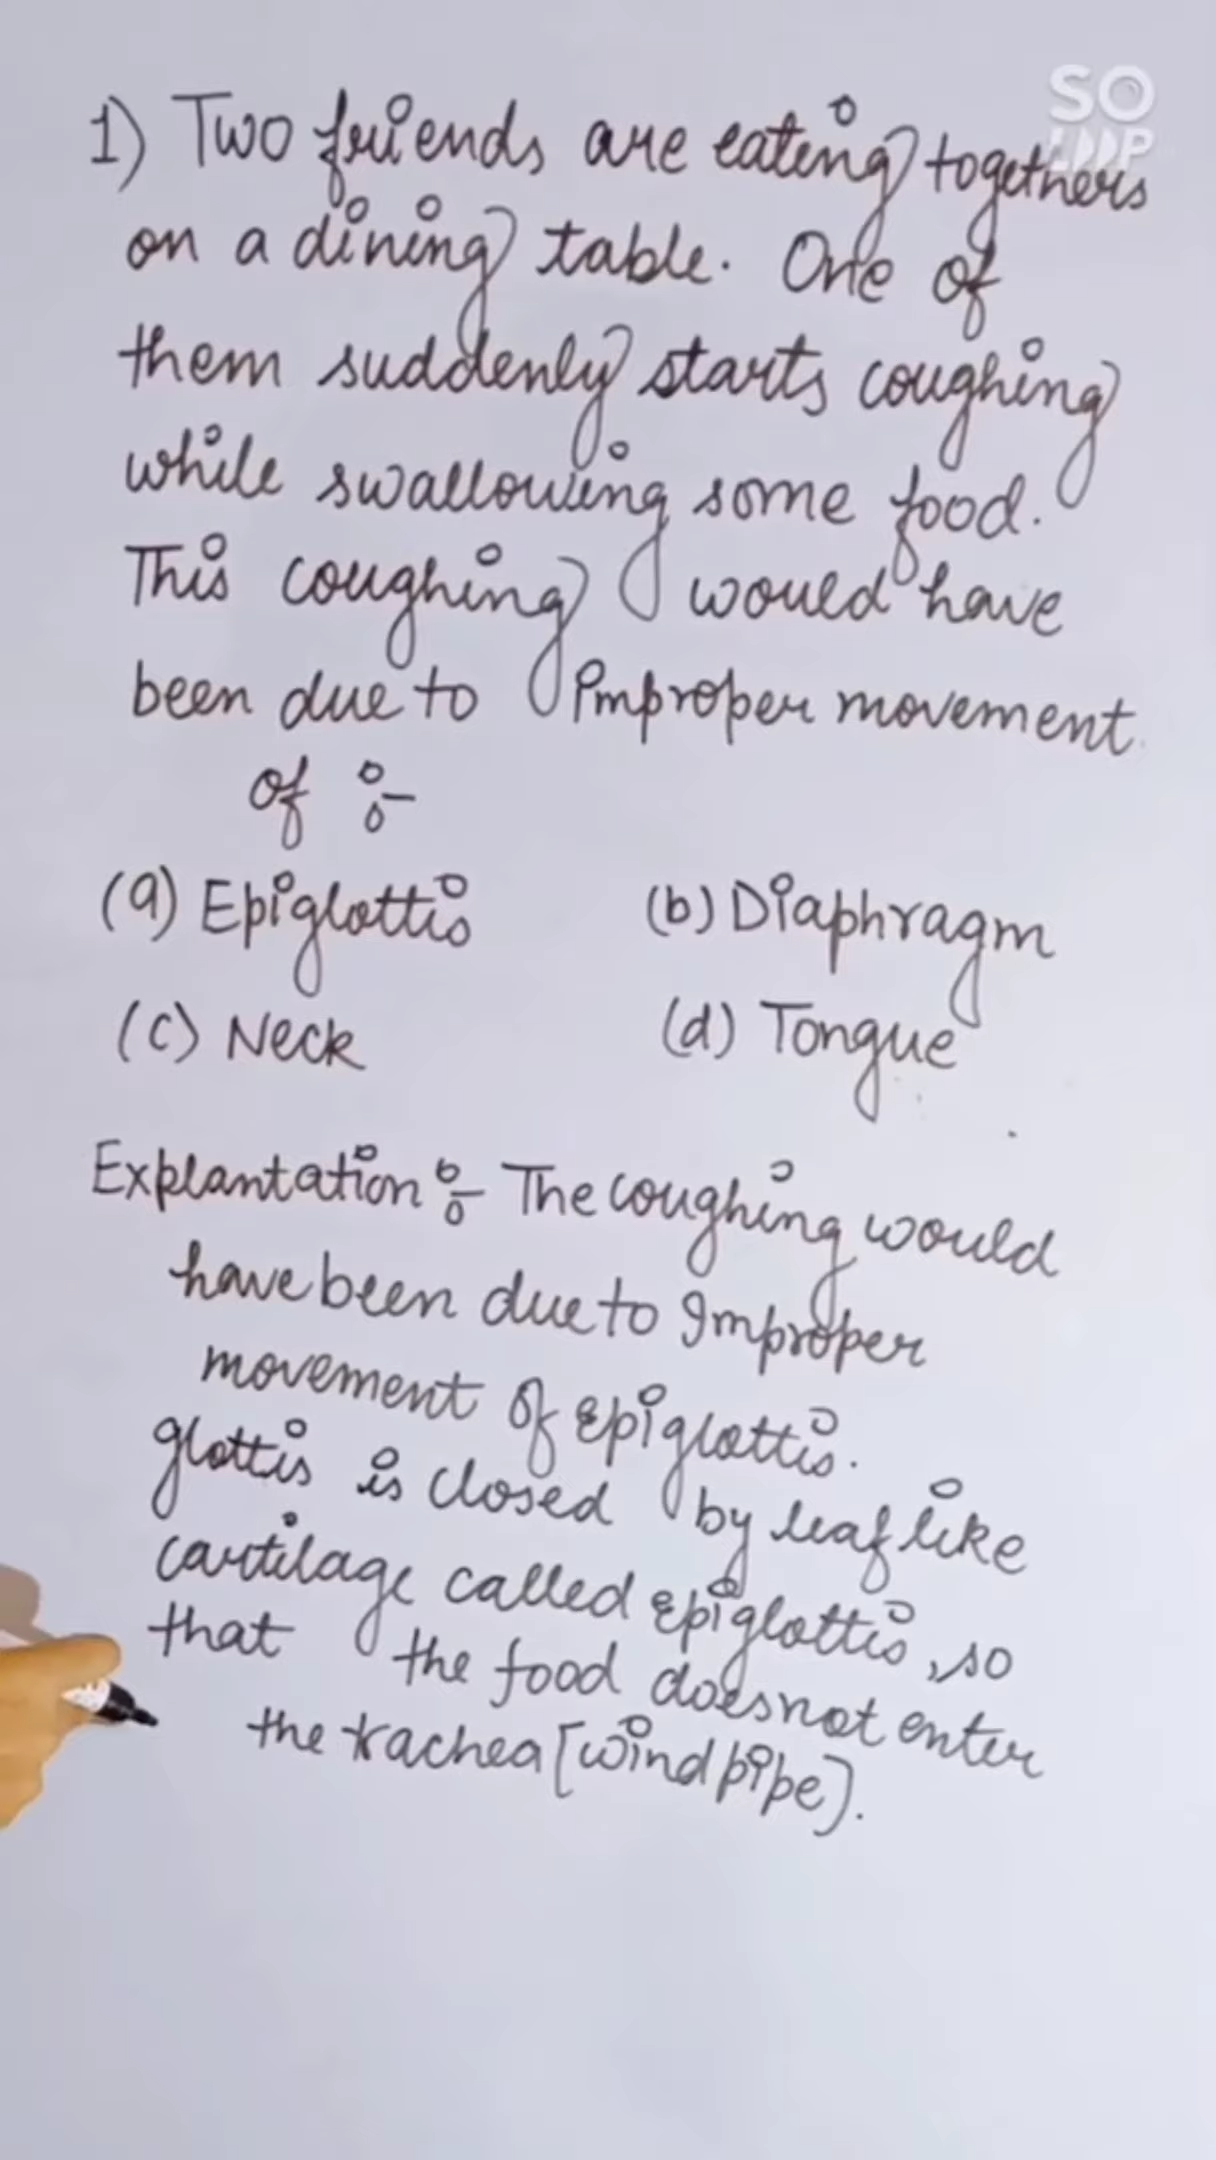 SO
LOOP
1) Two friends are eating togethers
on a dining table. One of
them suddenly starts coughing
while swallowing some food.
This coughing would have
been due to improper movement.
of :-
(a) Epiglottis (b) Diaphragm
(c) Neck (d) Tongue
Explantation :- The coughing would
have been due to Improper
movement of epiglottis.
glottis is closed by leaf like
cartilage called epiglottis, so
that the food does not enter
the trachea [windpipe].